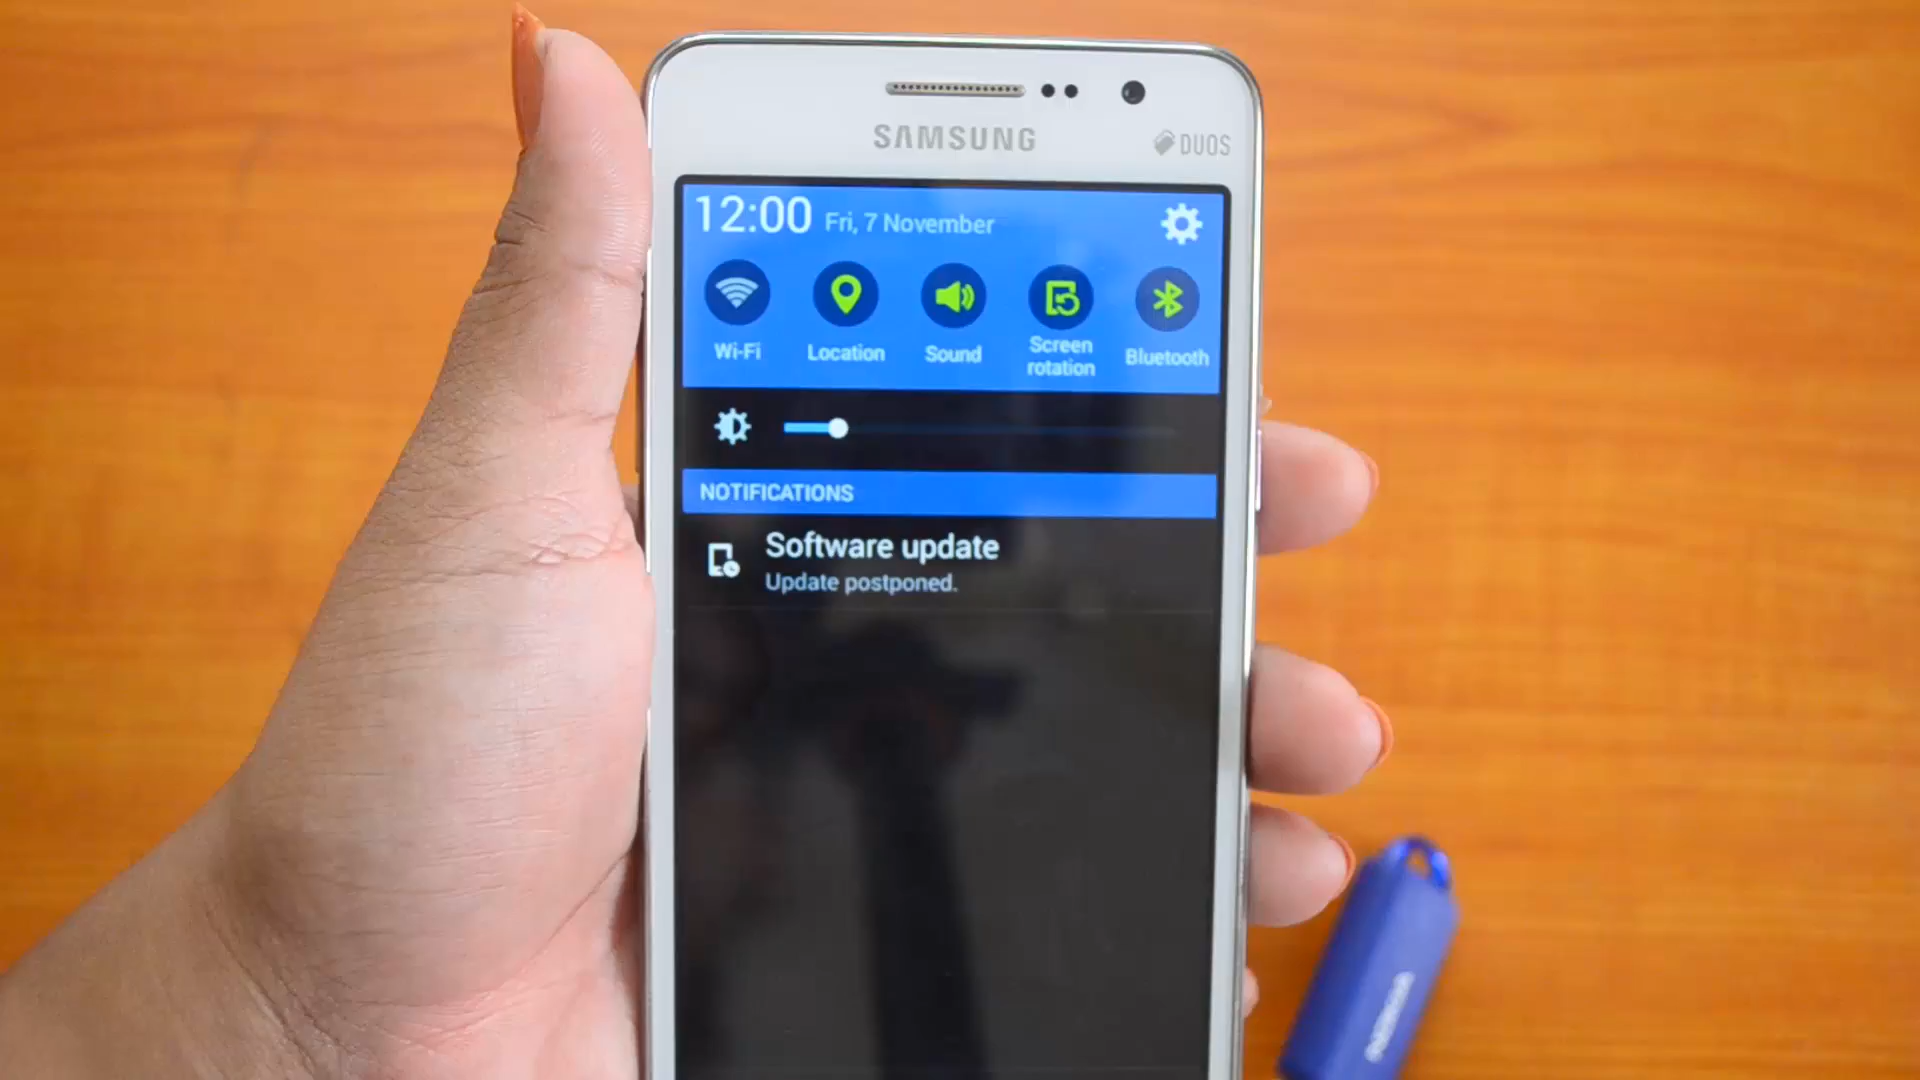 SAMSUNG
DUOS
12:00 Fri, 7 November
Wi-Fi
Location
Sound
Screen
rotation
Bluetooth
NOTIFICATIONS
Software update
Update postponed.